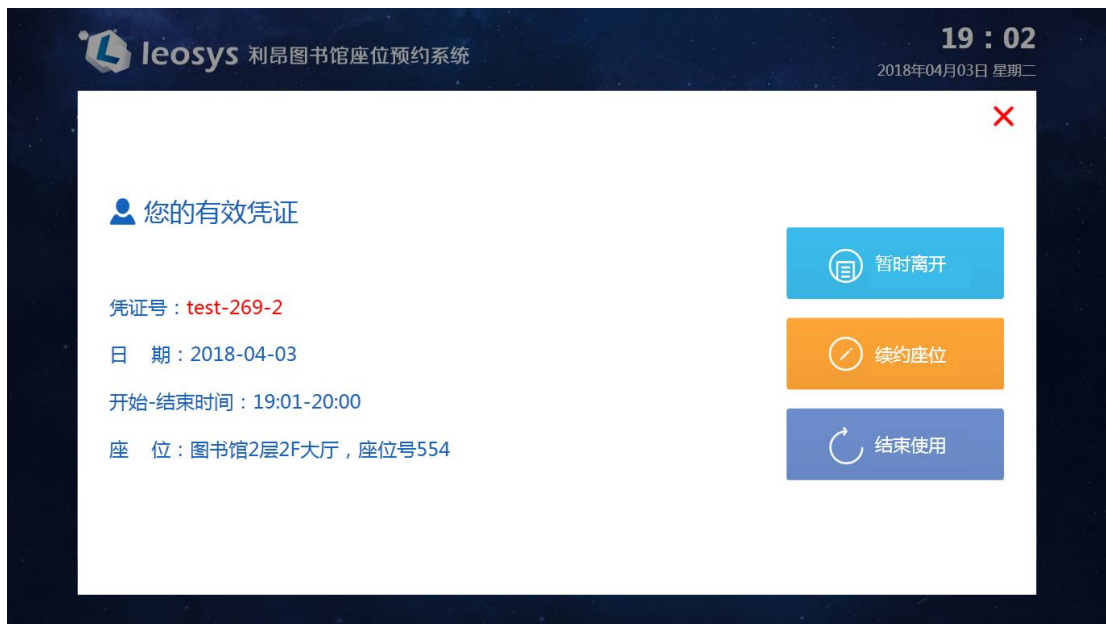 leosys 利昂图书馆座位预约系统
19：02
2018年04月03日 星期二
您的有效凭证
凭证号：test-269-2
日 期：2018-04-03
开始-结束时间：19:01-20:00
座 位：图书馆2层2F大厅，座位号554
暂时离开
续约座位
结束使用